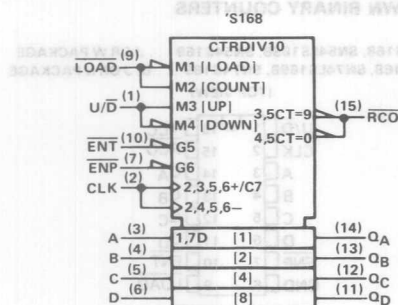 'S168
CTRDIV10
LOAD (9) M1 [LOAD]
M2 [COUNT]
U/D (1) M3 [UP]
M4 [DOWN]
3,5CT=9 (15) RCO
4,5CT=0
ENT (10) G5
ENP (7) G6
CLK (2) 2,3,5,6+/C7
2,4,5,6−
A (3) 1,7D [1] (14) QA
B (4) [2] (13) QB
C (5) [4] (12) QC
D (6) [8] (11) QD